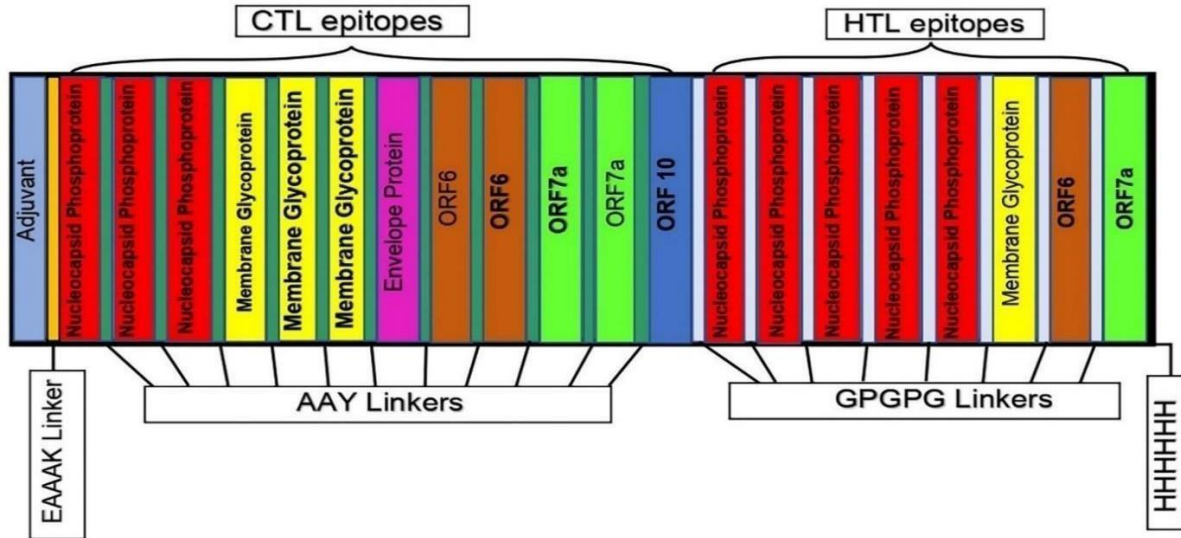 CTL epitopes
HTL epitopes
Adjuvant
Nucleocapsid Phosphoprotein
Nucleocapsid Phosphoprotein
Nucleocapsid Phosphoprotein
Membrane Glycoprotein
Membrane Glycoprotein
Membrane Glycoprotein
Envelope Protein
ORF6
ORF6
ORF7a
ORF7a
ORF 10
Nucleocapsid Phosphoprotein
Nucleocapsid Phosphoprotein
Nucleocapsid Phosphoprotein
Nucleocapsid Phosphoprotein
Nucleocapsid Phosphoprotein
Membrane Glycoprotein
ORF6
ORF7a
EAAAK Linker
AAY Linkers
GPGPG Linkers
HHHHHH